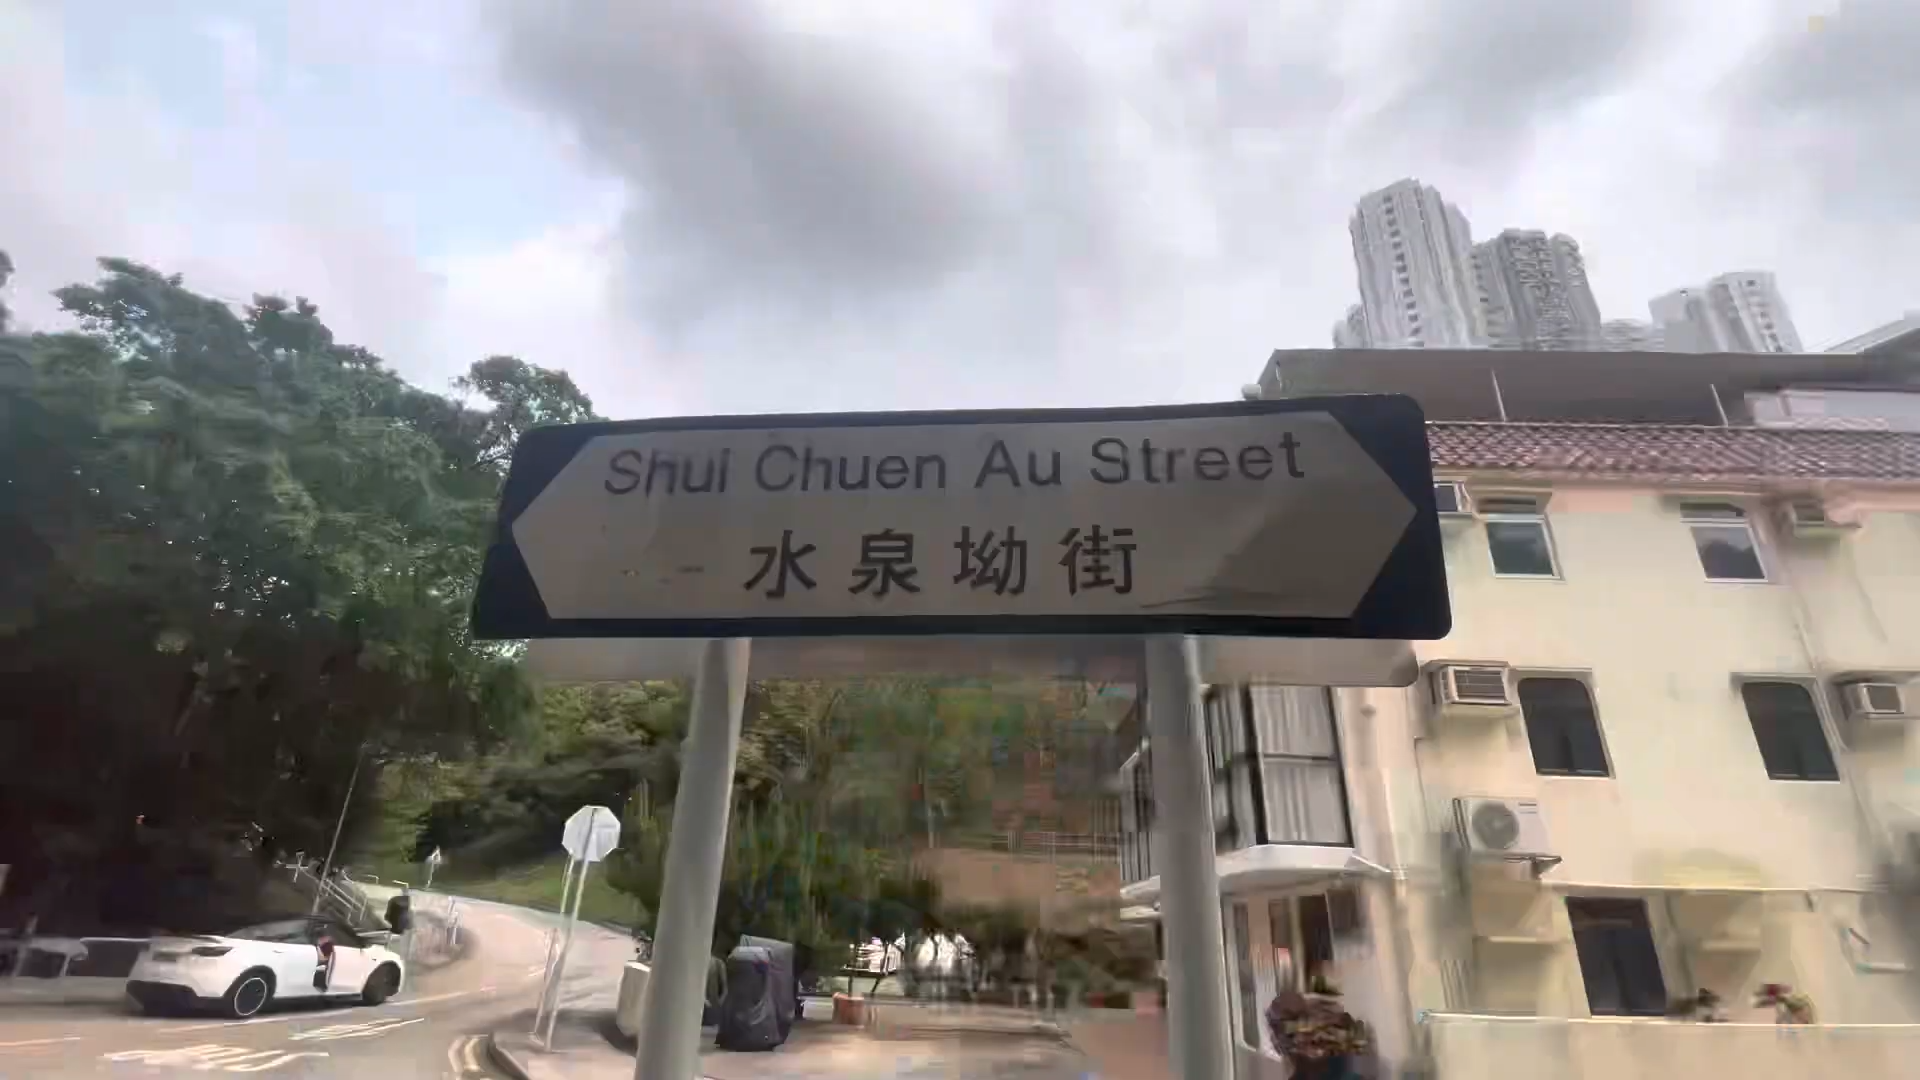 Shui Chuen Au Street
水泉坳街